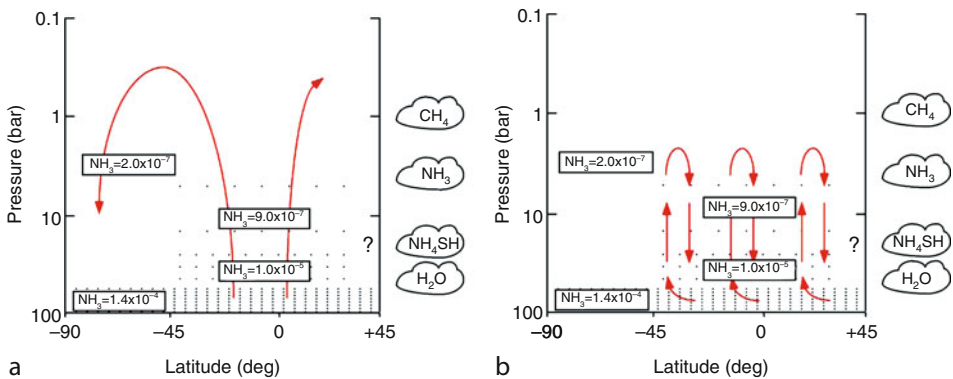 0.1
1
10
100
Pressure (bar)
NH₃=2.0x10⁻⁷
NH₃=9.0x10⁻⁷
NH₃=1.0x10⁻⁵
NH₃=1.4x10⁻⁴
?
CH₄
NH₃
NH₄SH
H₂O
−90
−45
0
+45
Latitude (deg)
a
0.1
1
10
100
Pressure (bar)
NH₃=2.0x10⁻⁷
NH₃=9.0x10⁻⁷
NH₃=1.0x10⁻⁵
NH₃=1.4x10⁻⁴
?
CH₄
NH₃
NH₄SH
H₂O
−90
−45
0
+45
Latitude (deg)
b